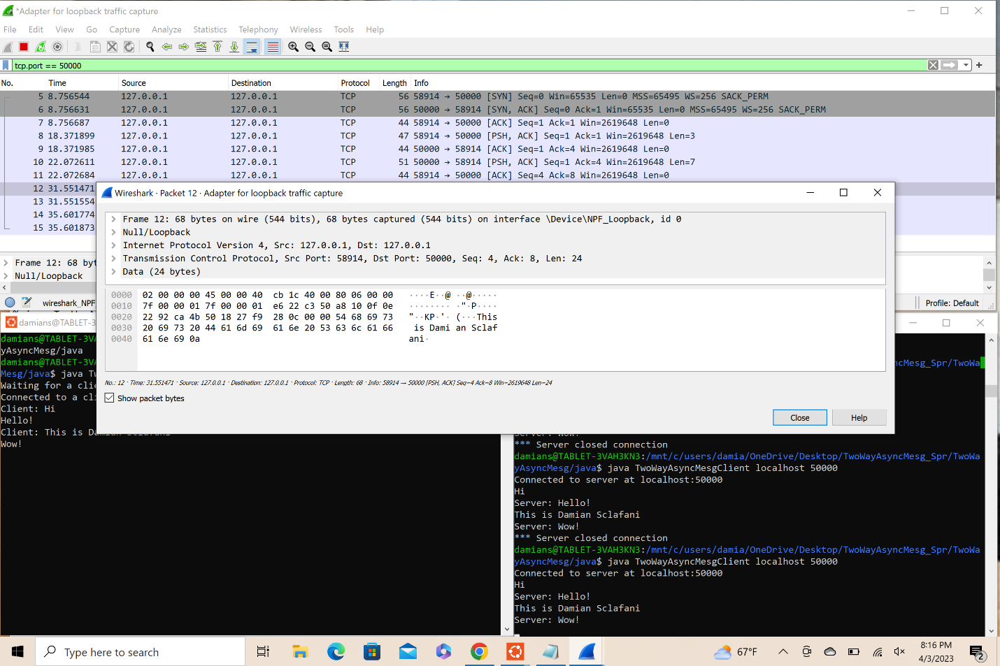 *Adapter for loopback traffic capture
File Edit View Go Capture Analyze Statistics Telephony Wireless Tools Help
tcp.port == 50000
No. Time Source Destination Protocol Length Info
5 8.756544 127.0.0.1 127.0.0.1 TCP 56 58914 → 50000 [SYN] Seq=0 Win=65535 Len=0 MSS=65495 WS=256 SACK_PERM
6 8.756631 127.0.0.1 127.0.0.1 TCP 56 50000 → 58914 [SYN, ACK] Seq=0 Ack=1 Win=65535 Len=0 MSS=65495 WS=256 SACK_PERM
7 8.756687 127.0.0.1 127.0.0.1 TCP 44 58914 → 50000 [ACK] Seq=1 Ack=1 Win=2619648 Len=0
8 18.371899 127.0.0.1 127.0.0.1 TCP 47 58914 → 50000 [PSH, ACK] Seq=1 Ack=1 Win=2619648 Len=3
9 18.371985 127.0.0.1 127.0.0.1 TCP 44 50000 → 58914 [ACK] Seq=1 Ack=4 Win=2619648 Len=0
10 22.072611 127.0.0.1 127.0.0.1 TCP 51 50000 → 58914 [PSH, ACK] Seq=1 Ack=4 Win=2619648 Len=7
11 22.072684 127.0.0.1 127.0.0.1 TCP 44 58914 → 50000 [ACK] Seq=4 Ack=8 Win=2619648 Len=0
12 31.551471
13 31.551554
14 35.601774
15 35.601873
Frame 12: 68 byt
Null/Loopback
wireshark_NPF
Profile: Default
Wireshark · Packet 12 · Adapter for loopback traffic capture
Frame 12: 68 bytes on wire (544 bits), 68 bytes captured (544 bits) on interface \Device\NPF_Loopback, id 0
Null/Loopback
Internet Protocol Version 4, Src: 127.0.0.1, Dst: 127.0.0.1
Transmission Control Protocol, Src Port: 58914, Dst Port: 50000, Seq: 4, Ack: 8, Len: 24
Data (24 bytes)
0000 02 00 00 00 45 00 00 40 cb 1c 40 00 80 06 00 00 ····E··@ ··@·····
0010 7f 00 00 01 7f 00 00 01 e6 22 c3 50 a8 10 0f 0e ········ ·"·P····
0020 22 92 ca 4b 50 18 27 f9 28 0c 00 00 54 68 69 73 "··KP·'· (···This
0030 20 69 73 20 44 61 6d 69 61 6e 20 53 63 6c 61 66 is Dami an Sclaf
0040 61 6e 69 0a ani·
No.: 12 · Time: 31.551471 · Source: 127.0.0.1 · Destination: 127.0.0.1 · Protocol: TCP · Length: 68 · Info: 58914 → 50000 [PSH, ACK] Seq=4 Ack=8 Win=2619648 Len=24
Show packet bytes
Close Help
damians@TABLET-3
damians@TABLET-3VA
yAsyncMesg/java
damians@TABLET-3VA
Mesg/java$ java Tw
Waiting for a clie
Connected to a cli
Client: Hi
Hello!
Client: This is Damian Sclafani
Wow!
ncMesg_Spr/TwoWa
Server: Wow!
*** Server closed connection
damians@TABLET-3VAH3KN3:/mnt/c/users/damia/OneDrive/Desktop/TwoWayAsyncMesg_Spr/TwoWa
yAsyncMesg/java$ java TwoWayAsyncMesgClient localhost 50000
Connected to server at localhost:50000
Hi
Server: Hello!
This is Damian Sclafani
Server: Wow!
*** Server closed connection
damians@TABLET-3VAH3KN3:/mnt/c/users/damia/OneDrive/Desktop/TwoWayAsyncMesg_Spr/TwoWa
yAsyncMesg/java$ java TwoWayAsyncMesgClient localhost 50000
Connected to server at localhost:50000
Hi
Server: Hello!
This is Damian Sclafani
Server: Wow!
Type here to search
67°F
8:16 PM
4/3/2023
2